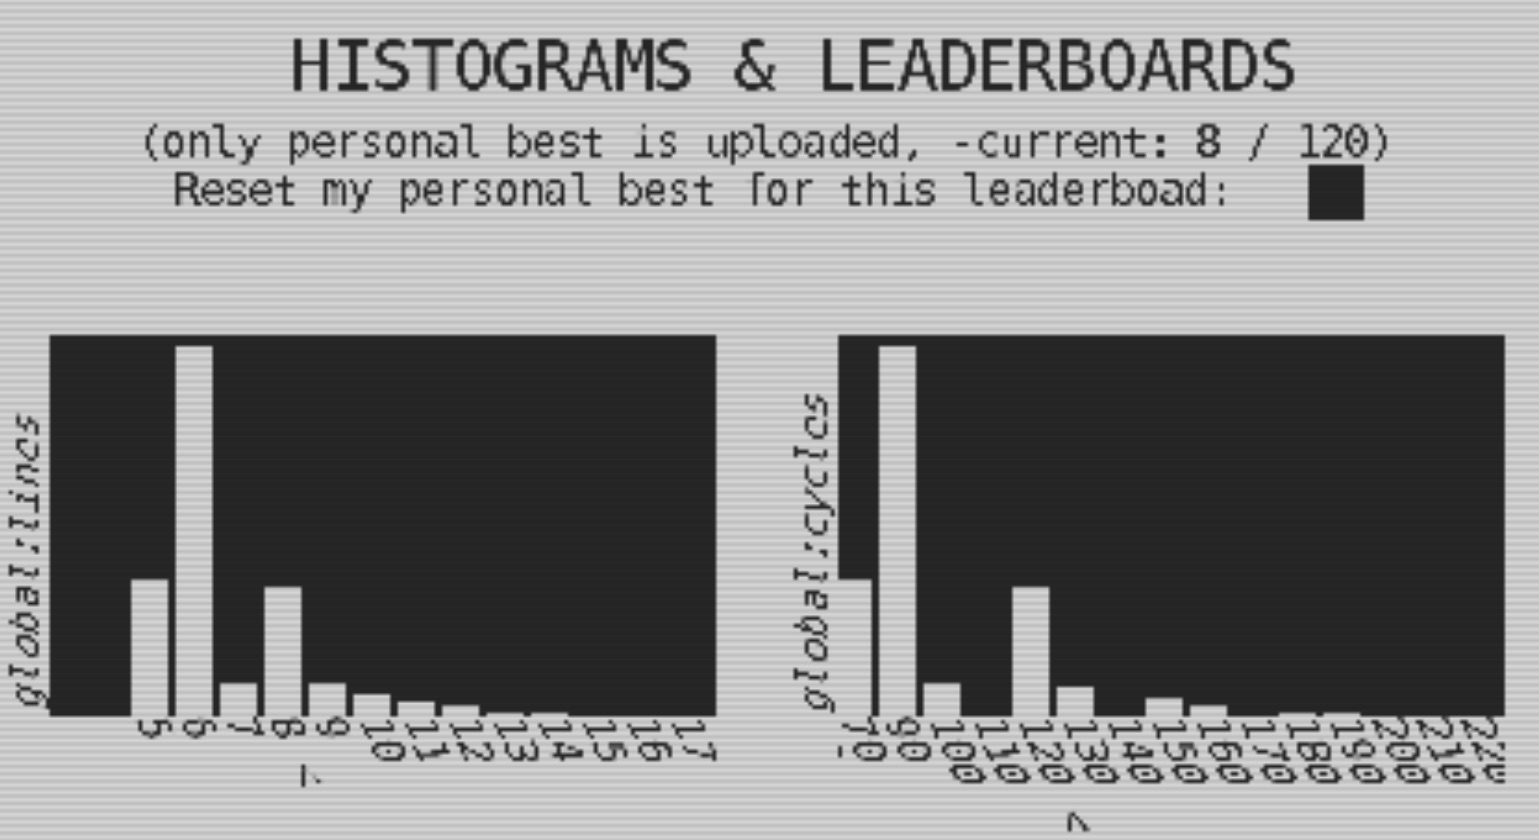 HISTOGRAMS & LEADERBOARDS
(only personal best is uploaded, -current: 8 / 120)
Reset my personal best for this leaderboad:
global:lines
5 6 7 8 9 10 11 12 13 14 15 16 17
global:cycles
90 100 110 120 130 140 150 160 170 180 190 200 210 220